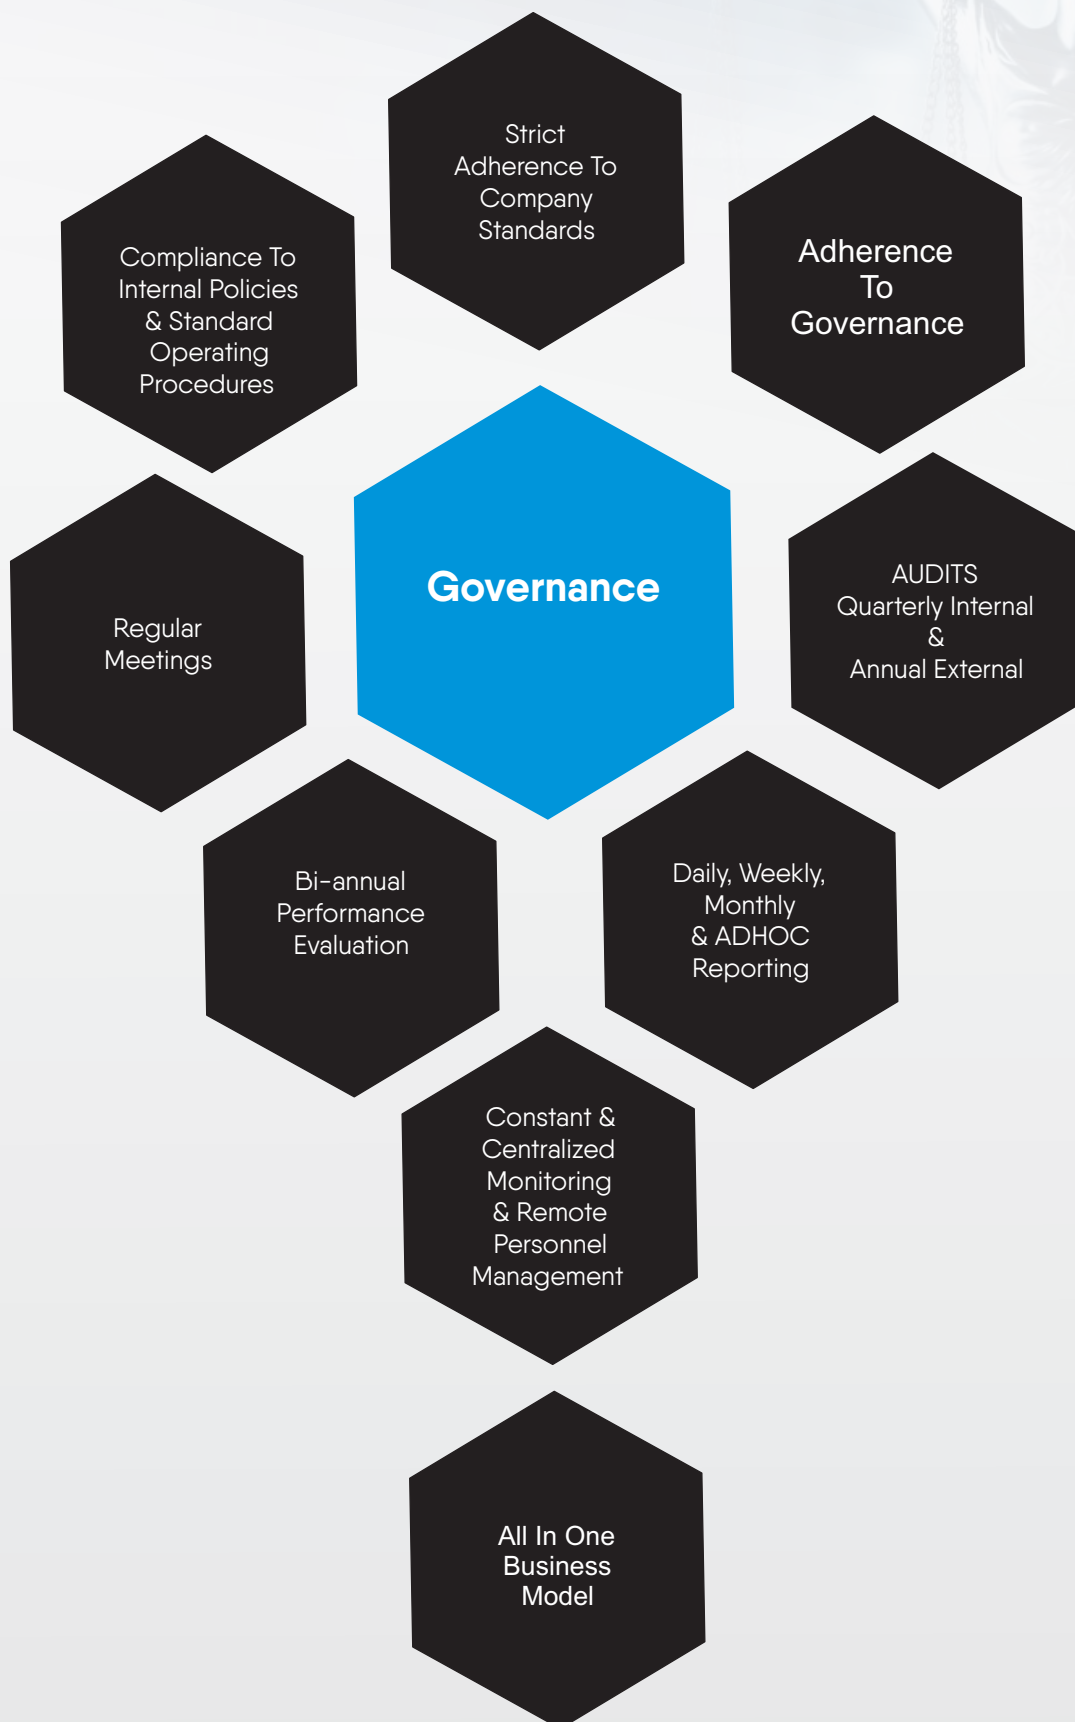 Strict
Adherence To
Company
Standards
Compliance To
Internal Policies
& Standard
Operating
Procedures
Adherence
To
Governance
Governance
Regular
Meetings
AUDITS
Quarterly Internal
&
Annual External
Bi-annual
Performance
Evaluation
Daily, Weekly,
Monthly
& ADHOC
Reporting
Constant &
Centralized
Monitoring
& Remote
Personnel
Management
All In One
Business
Model